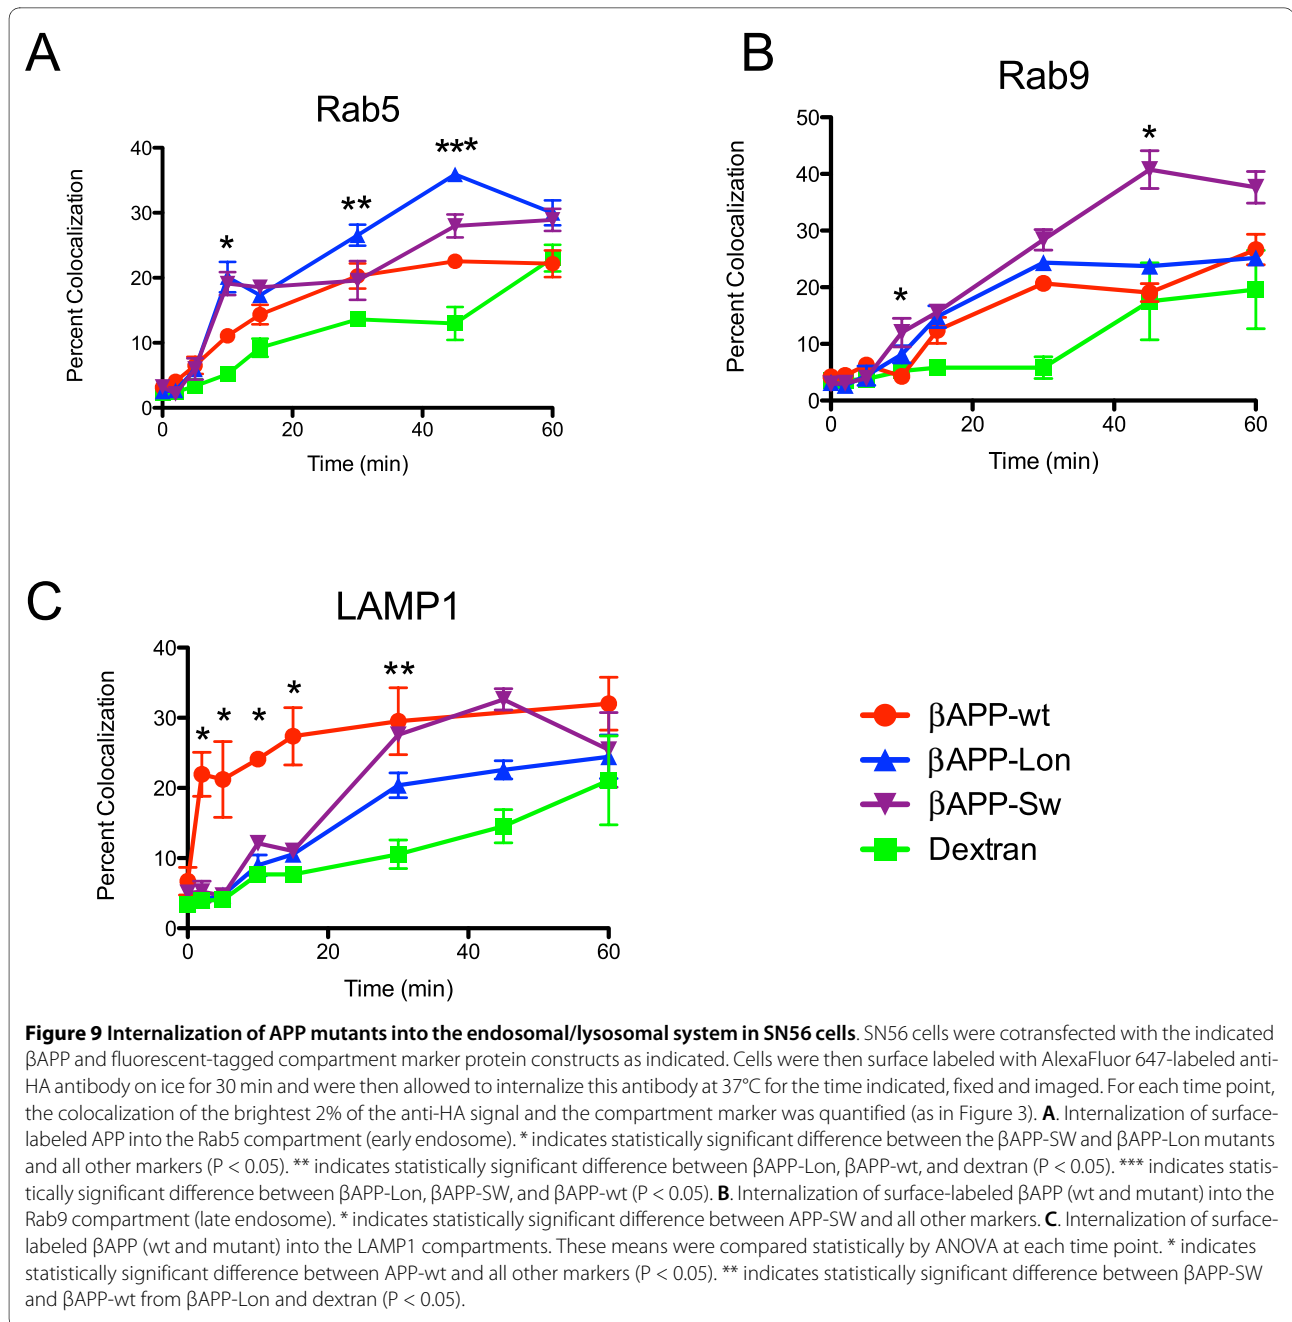 A
Rab5
***
**
*
Percent Colocalization
40
30
20
10
0
0 20 40 60
Time (min)
B
Rab9
*
*
Percent Colocalization
50
40
30
20
10
0
0 20 40 60
Time (min)
C
LAMP1
* * * * **
Percent Colocalization
40
30
20
10
0
0 20 40 60
Time (min)
βAPP-wt
βAPP-Lon
βAPP-Sw
Dextran
Figure 9 Internalization of APP mutants into the endosomal/lysosomal system in SN56 cells. SN56 cells were cotransfected with the indicated
βAPP and fluorescent-tagged compartment marker protein constructs as indicated. Cells were then surface labeled with AlexaFluor 647-labeled anti-
HA antibody on ice for 30 min and were then allowed to internalize this antibody at 37°C for the time indicated, fixed and imaged. For each time point,
the colocalization of the brightest 2% of the anti-HA signal and the compartment marker was quantified (as in Figure 3). A. Internalization of surface-
labeled APP into the Rab5 compartment (early endosome). * indicates statistically significant difference between the βAPP-SW and βAPP-Lon mutants
and all other markers (P < 0.05). ** indicates statistically significant difference between βAPP-Lon, βAPP-wt, and dextran (P < 0.05). *** indicates statis-
tically significant difference between βAPP-Lon, βAPP-SW, and βAPP-wt (P < 0.05). B. Internalization of surface-labeled βAPP (wt and mutant) into the
Rab9 compartment (late endosome). * indicates statistically significant difference between APP-SW and all other markers. C. Internalization of surface-
labeled βAPP (wt and mutant) into the LAMP1 compartments. These means were compared statistically by ANOVA at each time point. * indicates
statistically significant difference between APP-wt and all other markers (P < 0.05). ** indicates statistically significant difference between βAPP-SW
and βAPP-wt from βAPP-Lon and dextran (P < 0.05).